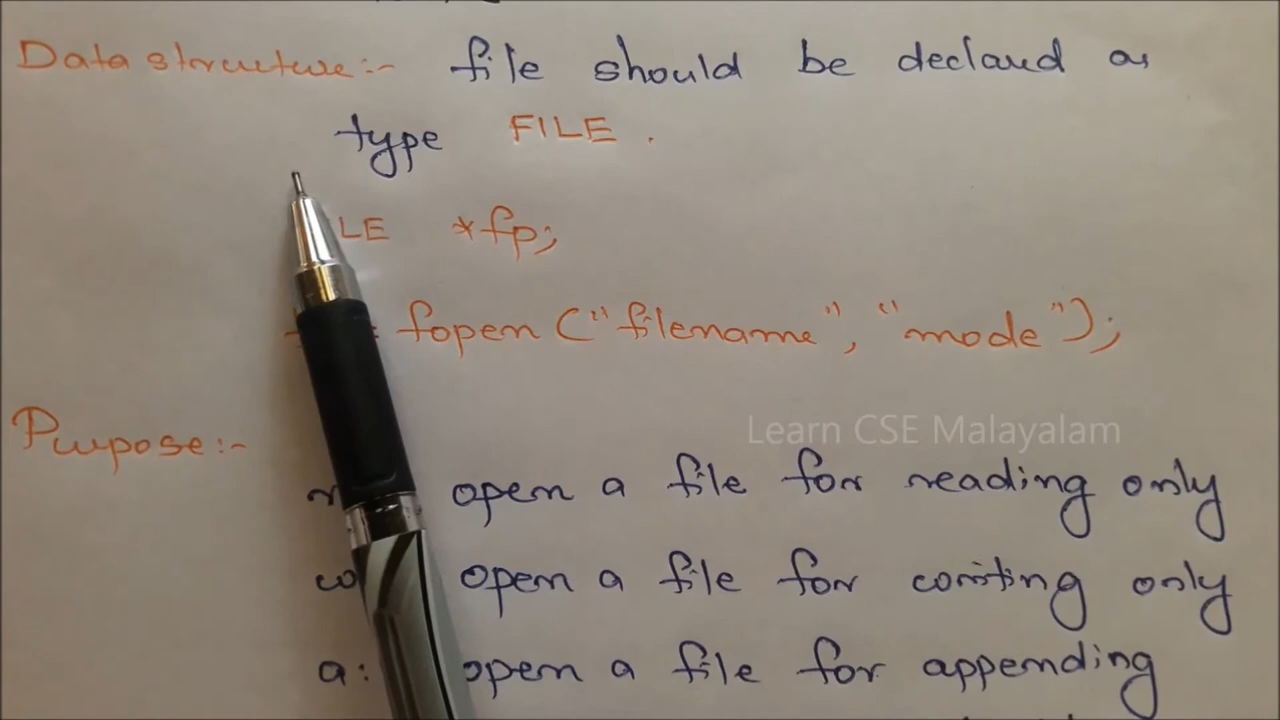 Data structure:- file should be declared as
type FILE.
LE *fp;
= fopen ("filename", "mode");
Learn CSE Malayalam
Purpose:-
r open a file for reading only
w open a file for writing only
a: open a file for appending